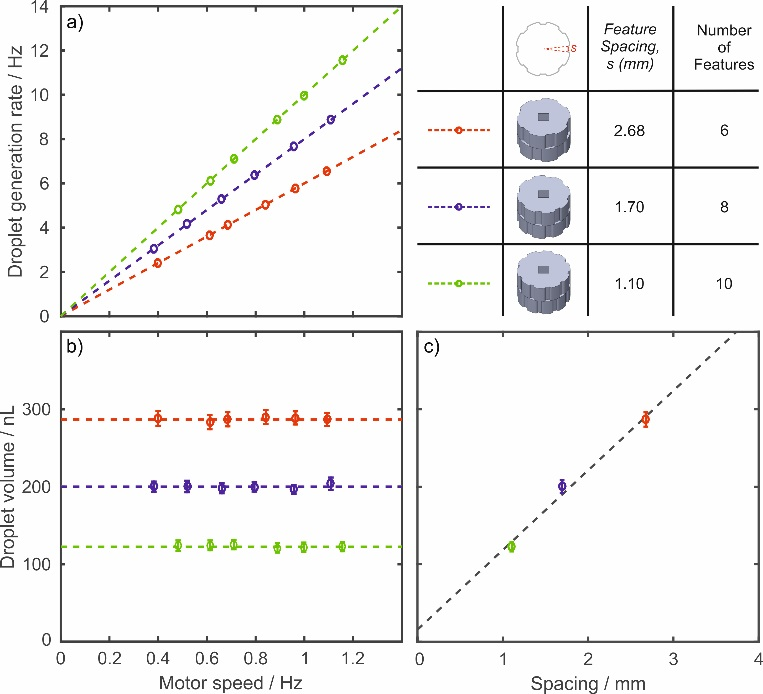 a)
Droplet generation rate / Hz
14
12
10
8
6
4
2
0
s
Feature
Spacing,
s (mm)
Number
of
Features
2.68
6
1.70
8
1.10
10
b)
Droplet volume / nL
300
200
100
0
0
0.2
0.4
0.6
0.8
1.0
1.2
Motor speed / Hz
c)
0
1
2
3
4
Spacing / mm